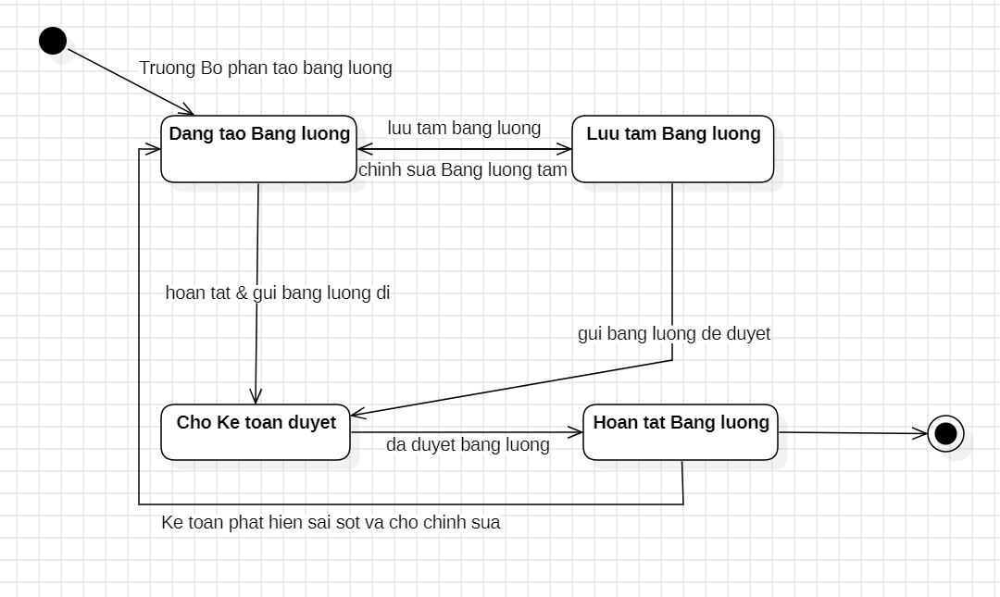 Truong Bo phan tao bang luong
Dang tao Bang luong
luu tam bang luong
chinh sua Bang luong tam
Luu tam Bang luong
hoan tat & gui bang luong di
gui bang luong de duyet
Cho Ke toan duyet
da duyet bang luong
Hoan tat Bang luong
Ke toan phat hien sai sot va cho chinh sua